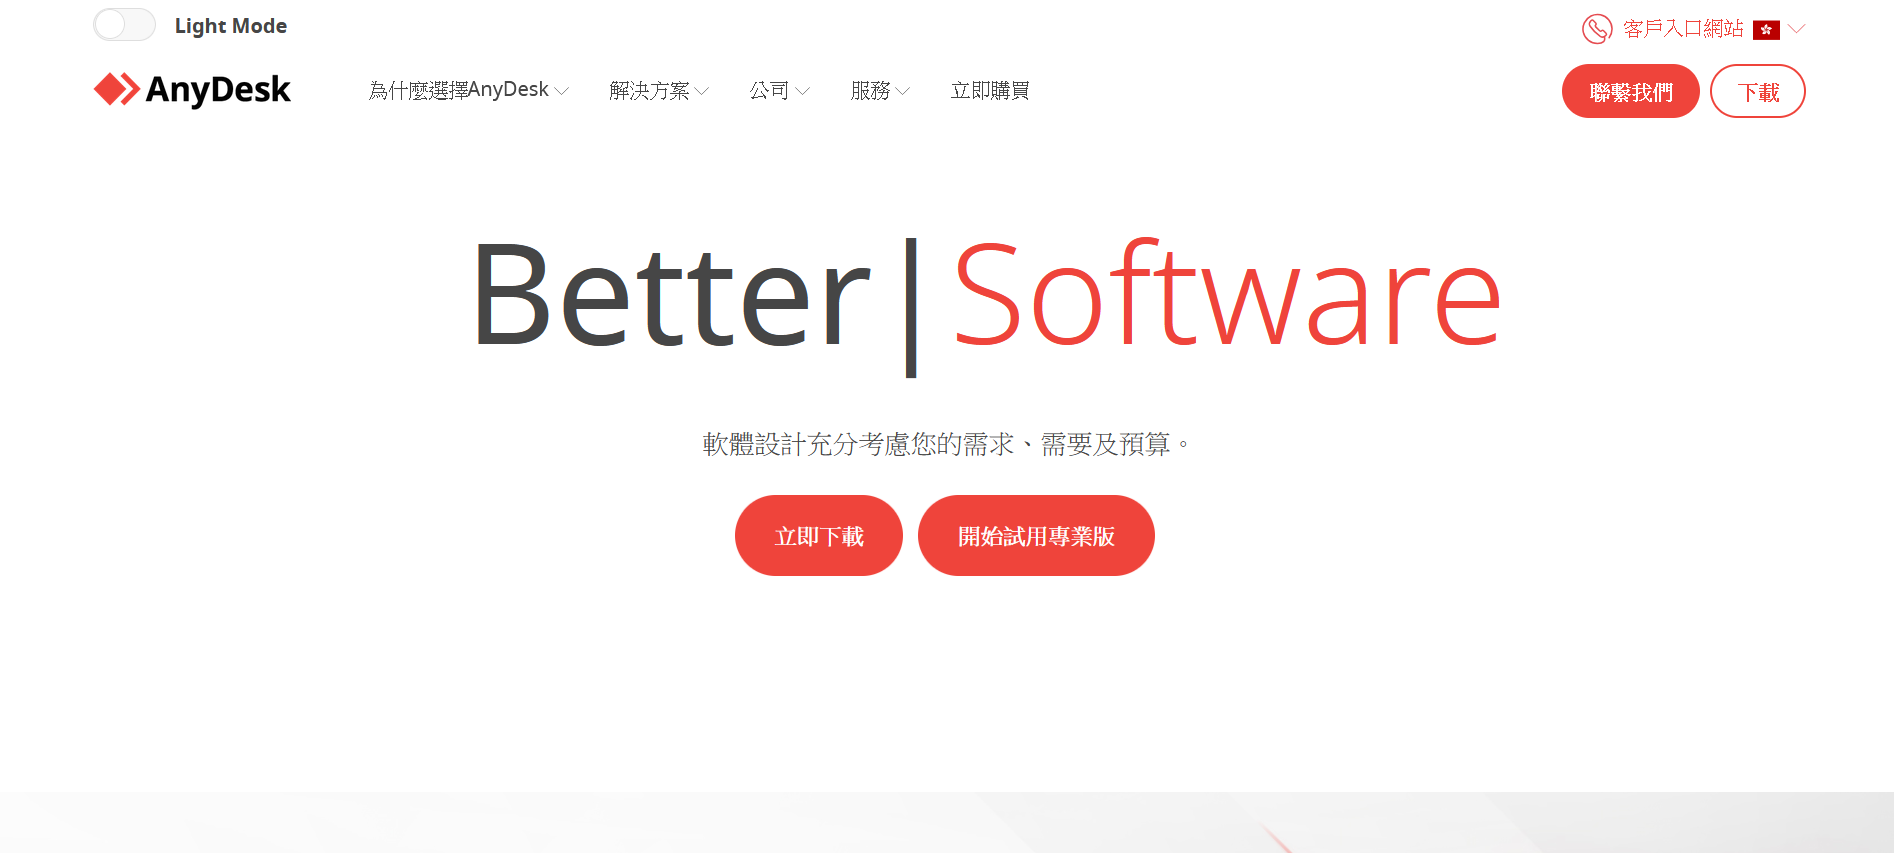 Light Mode
客戶入口網站
AnyDesk
為什麼選擇AnyDesk 解決方案 公司 服務 立即購買
聯繫我們 下載
Better|Software
軟體設計充分考慮您的需求、需要及預算。
立即下載 開始試用專業版